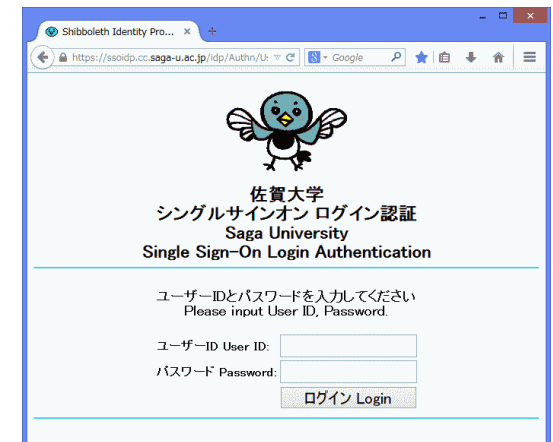 Shibboleth Identity Pro...
https://ssoidp.cc.saga-u.ac.jp/idp/Authn/U
Google
佐賀大学
シングルサインオン ログイン認証
Saga University
Single Sign-On Login Authentication
ユーザーIDとパスワードを入力してください
Please input User ID, Password.
ユーザーID User ID:
パスワード Password:
ログイン Login